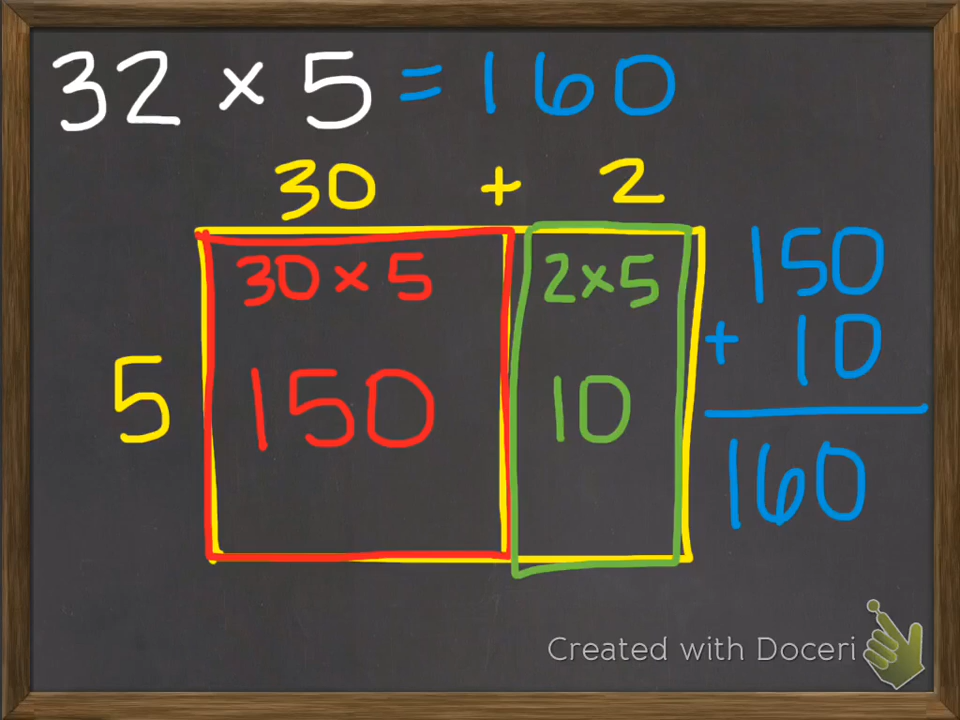 32 × 5 = 160
30 + 2
30 × 5
2 × 5
150
+ 10
5
150
10
160
Created with Doceri